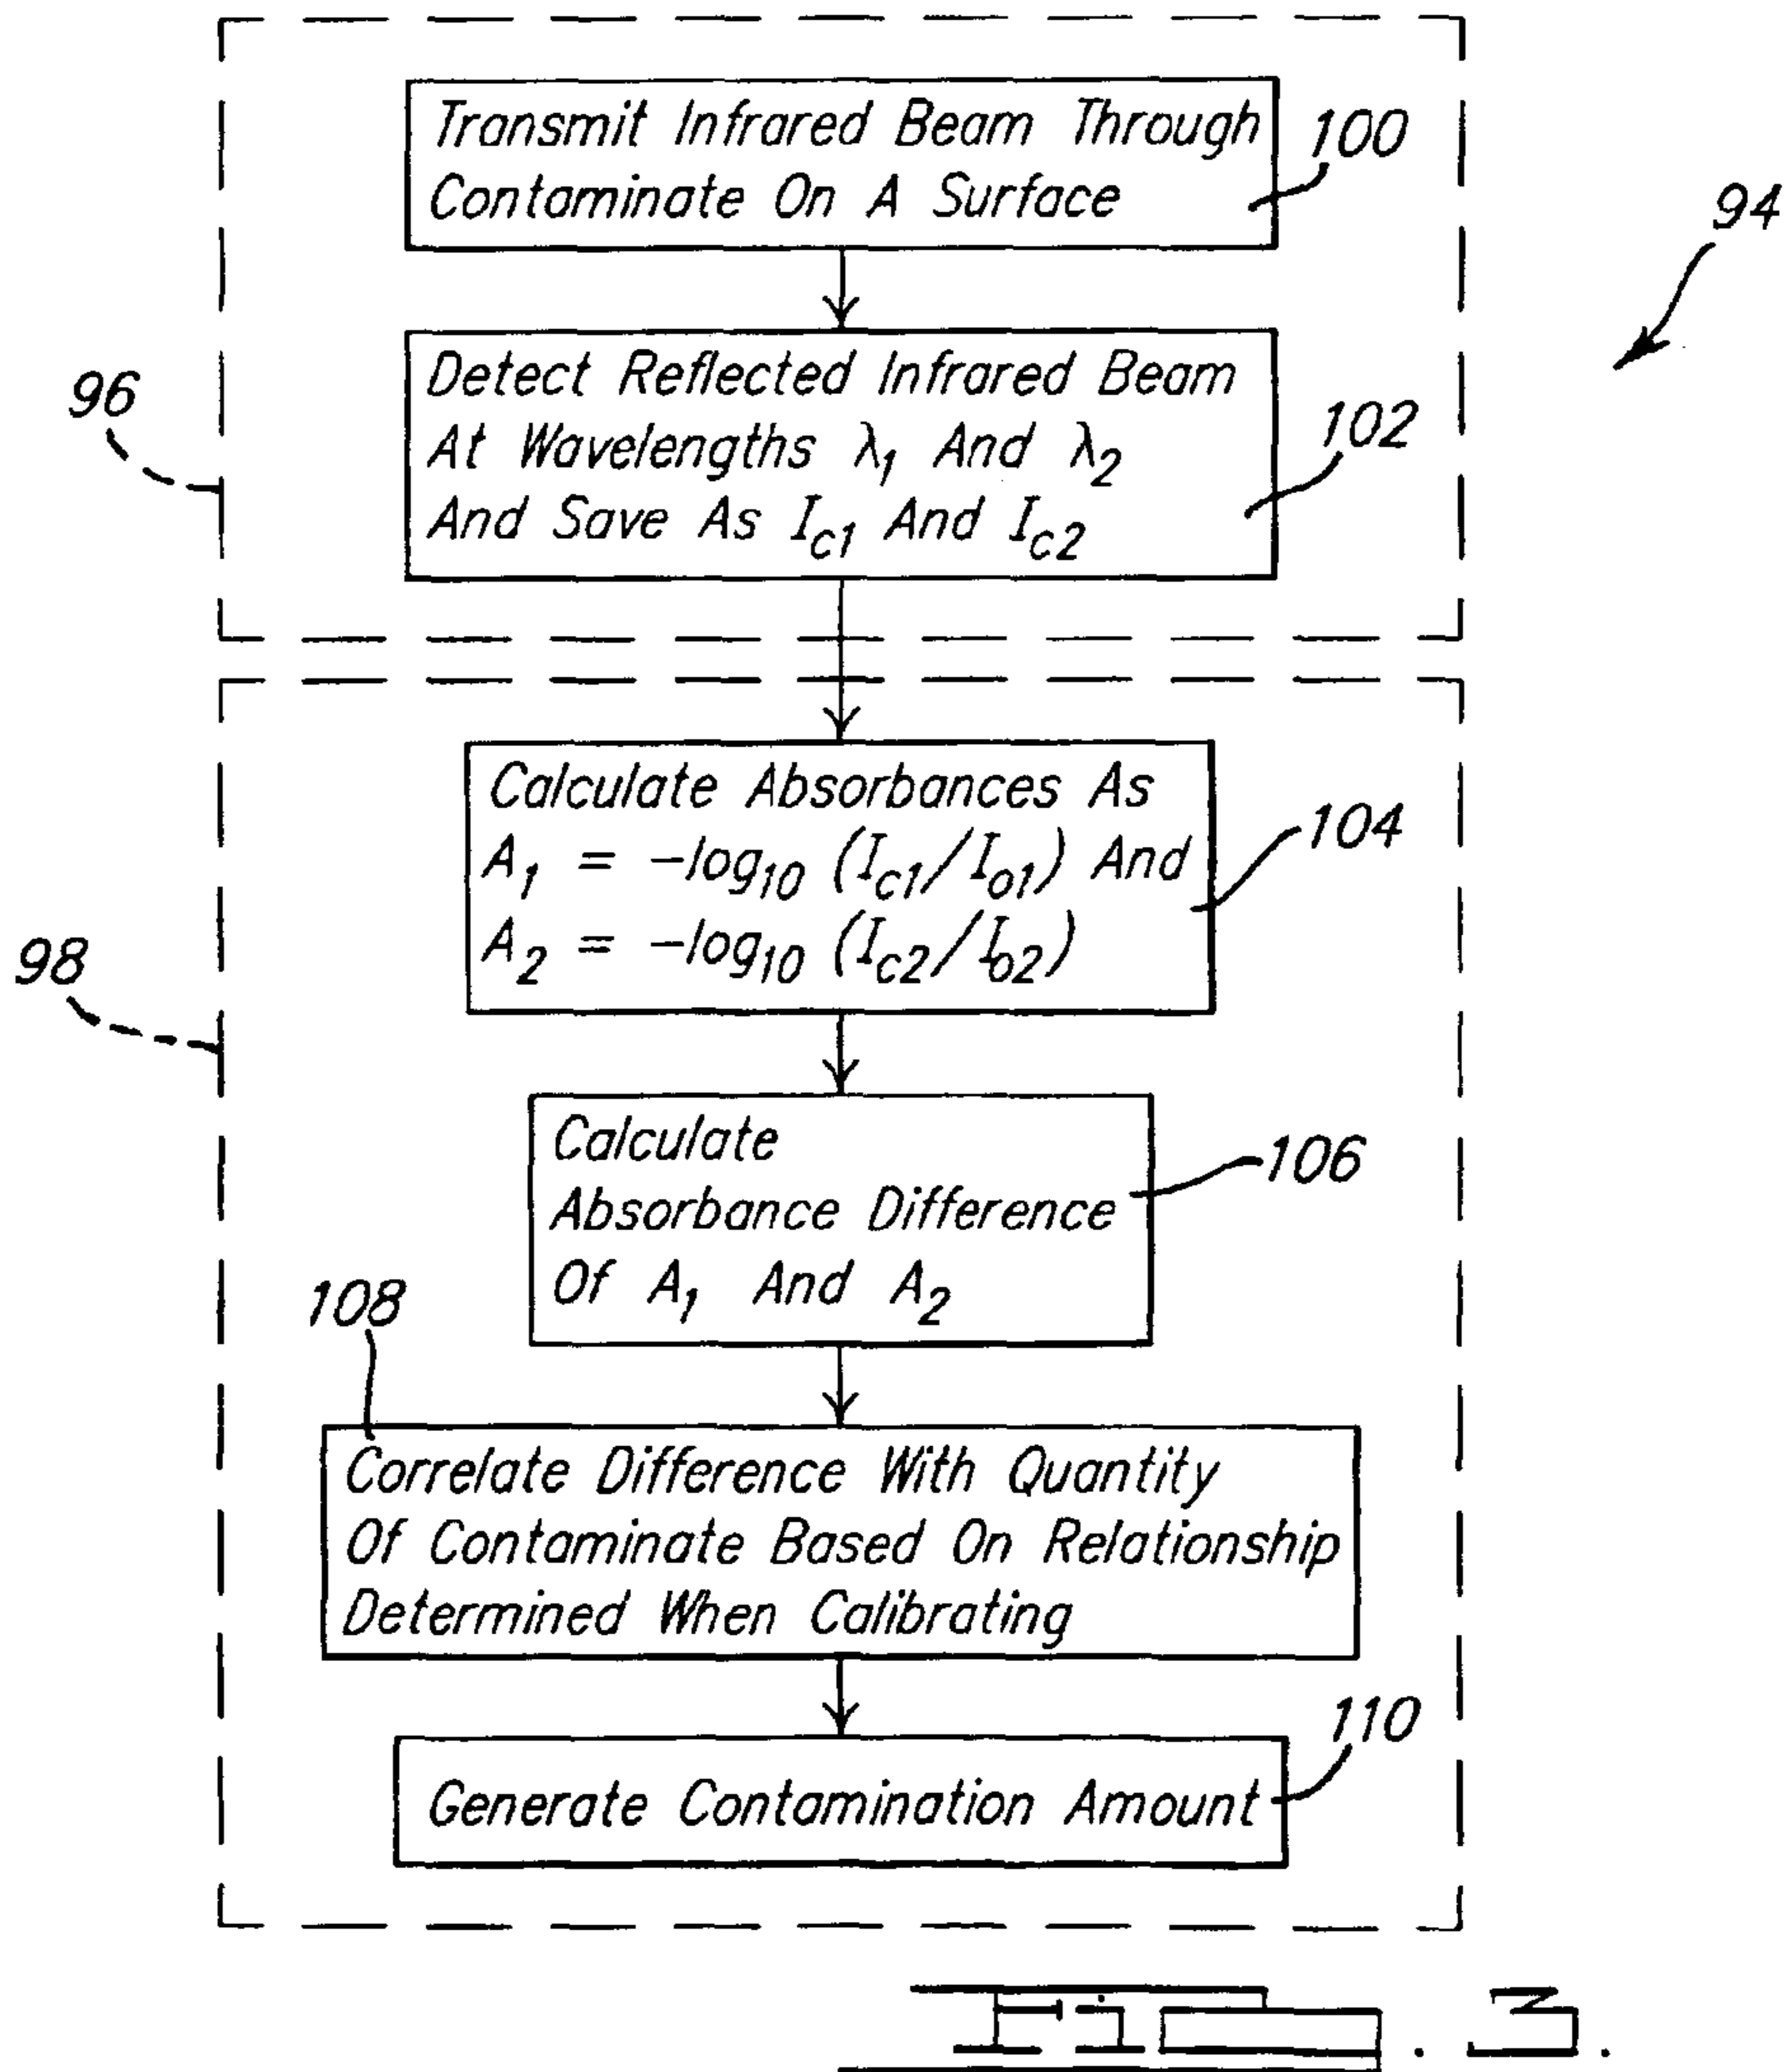 Transmit Infrared Beam Through
Contaminate On A Surface
100
94
Detect Reflected Infrared Beam
At Wavelengths λ1 And λ2
And Save As Ic1 And Ic2
102
96
Calculate Absorbances As
A1 = -log10 (Ic1/Io1) And
A2 = -log10 (Ic2/Io2)
104
98
Calculate
Absorbance Difference
Of A1 And A2
106
108
Correlate Difference With Quantity
Of Contaminate Based On Relationship
Determined When Calibrating
110
Generate Contamination Amount
Fig. 3.